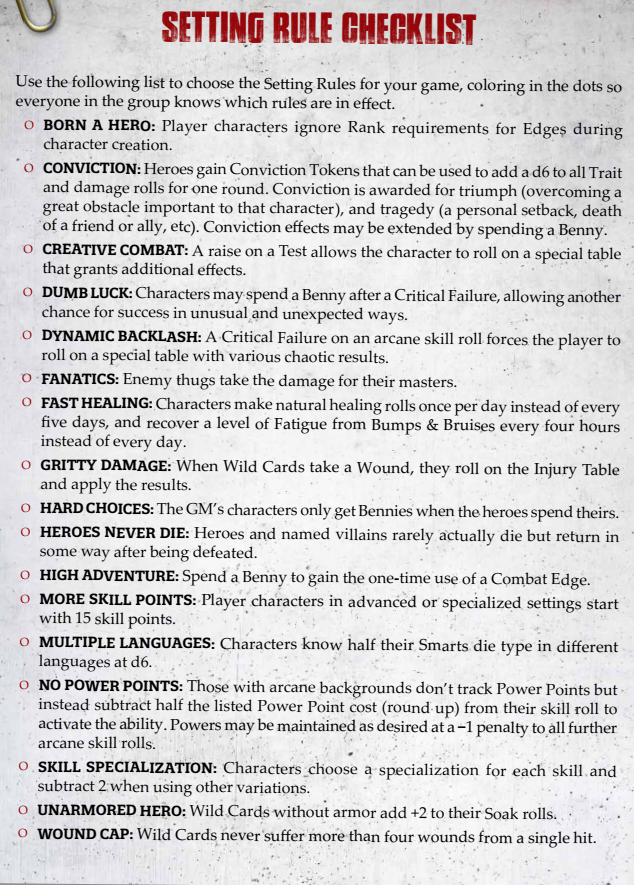 SETTING RULE CHECKLIST
Use the following list to choose the Setting Rules for your game, coloring in the dots so
everyone in the group knows which rules are in effect.
O BORN A HERO: Player characters ignore Rank requirements for Edges during
character creation.
O CONVICTION: Heroes gain Conviction Tokens that can be used to add a d6 to all Trait
and damage rolls for one round. Conviction is awarded for triumph (overcoming a
great obstacle important to that character), and tragedy (a personal setback, death
of a friend or ally, etc). Conviction effects may be extended by spending a Benny.
O CREATIVE COMBAT: A raise on a Test allows the character to roll on a special table
that grants additional effects.
O DUMB LUCK: Characters may spend a Benny after a Critical Failure, allowing another
chance for success in unusual and unexpected ways.
O DYNAMIC BACKLASH: A Critical Failure on an arcane skill roll forces the player to
roll on a special table with various chaotic results.
O FANATICS: Enemy thugs take the damage for their masters.
O FAST HEALING: Characters make natural healing rolls once per day instead of every
five days, and recover a level of Fatigue from Bumps & Bruises every four hours
instead of every day.
O GRITTY DAMAGE: When Wild Cards take a Wound, they roll on the Injury Table
and apply the results.
O HARD CHOICES: The GM's characters only get Bennies when the heroes spend theirs.
O HEROES NEVER DIE: Heroes and named villains rarely actually die but return in
some way after being defeated.
O HIGH ADVENTURE: Spend a Benny to gain the one-time use of a Combat Edge.
O MORE SKILL POINTS: Player characters in advanced or specialized settings start
with 15 skill points.
O MULTIPLE LANGUAGES: Characters know half their Smarts die type in different
languages at d6.
O NO POWER POINTS: Those with arcane backgrounds don't track Power Points but
instead subtract half the listed Power Point cost (round up) from their skill roll to
activate the ability. Powers may be maintained as desired at a −1 penalty to all further
arcane skill rolls.
O SKILL SPECIALIZATION: Characters choose a specialization for each skill and
subtract 2 when using other variations.
O UNARMORED HERO: Wild Cards without armor add +2 to their Soak rolls.
O WOUND CAP: Wild Cards never suffer more than four wounds from a single hit.